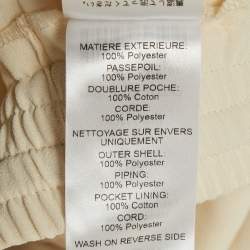 MATIERE EXTERIEURE:
100% Polyester
PASSEPOIL:
100% Polyester
DOUBLURE POCHE:
100% Coton
CORDE:
100% Polyester
NETTOYAGE SUR ENVERS
UNIQUEMENT
OUTER SHELL:
100% Polyester
PIPING:
100% Polyester
POCKET LINING:
100% Cotton
CORD:
100% Polyester
WASH ON REVERSE SIDE